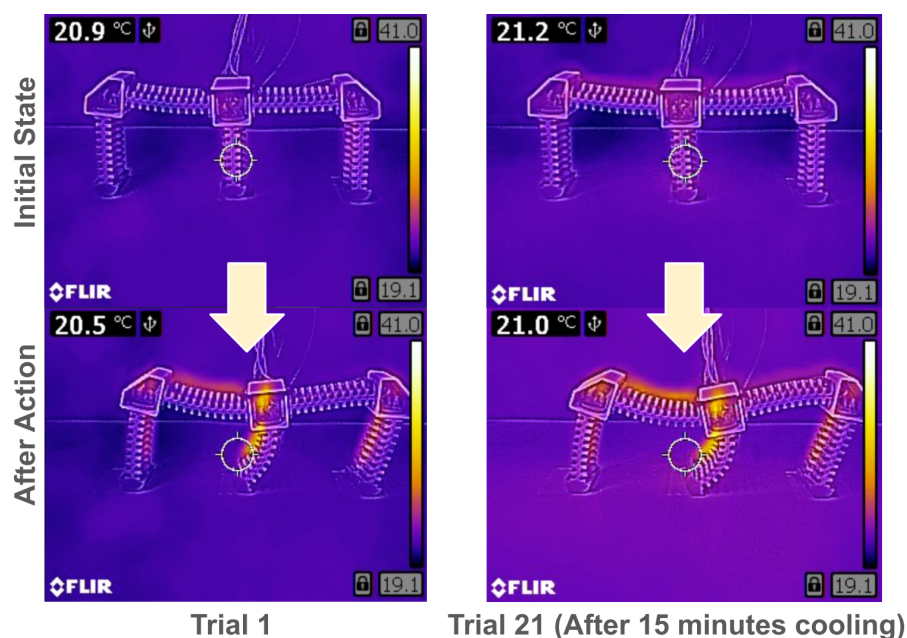 20.9 °C 41.0
21.2 °C 41.0
Initial State
FLIR 19.1
FLIR 19.1
20.5 °C 41.0
21.0 °C 41.0
After Action
FLIR 19.1
FLIR 19.1
Trial 1
Trial 21 (After 15 minutes cooling)